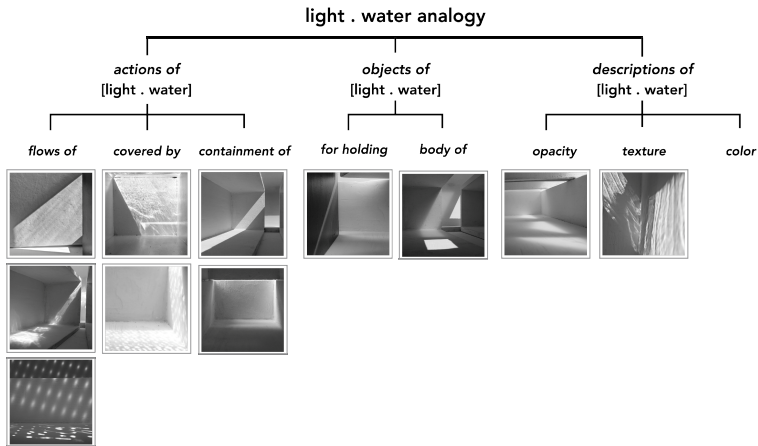 light . water analogy
actions of
[light . water]
objects of
[light . water]
descriptions of
[light . water]
flows of
covered by
containment of
for holding
body of
opacity
texture
color